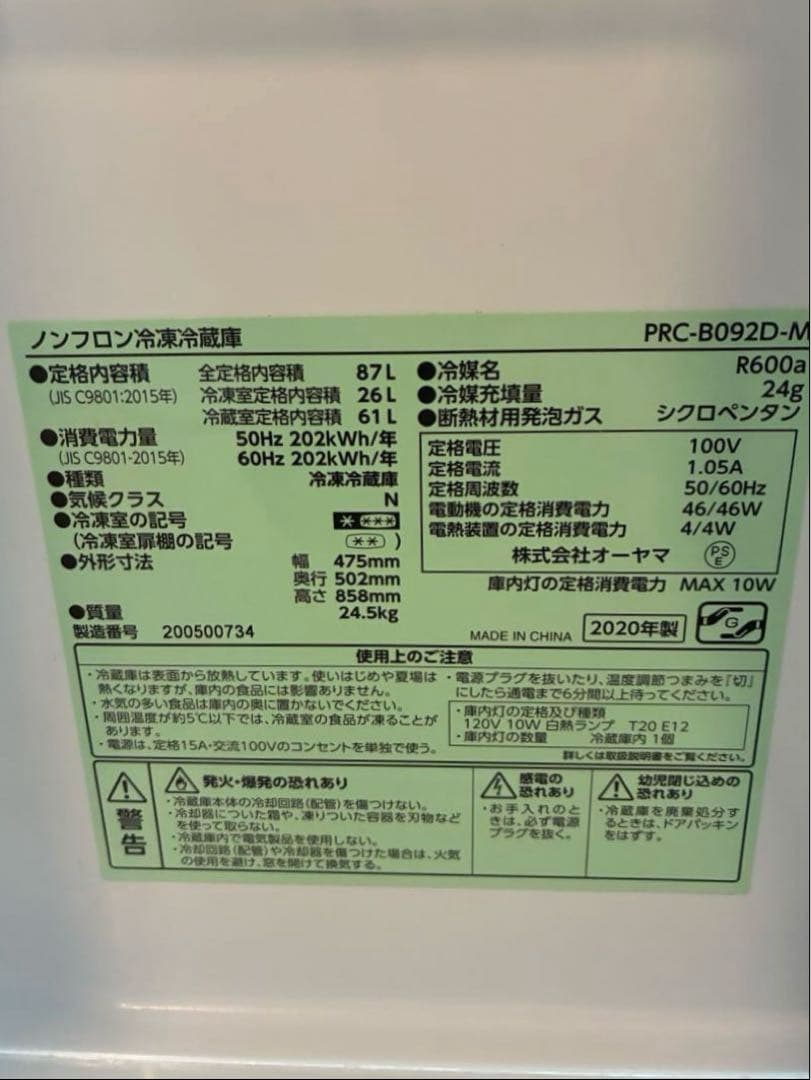 ノンフロン冷凍冷蔵庫 PRC-B092D-M
●定格内容積 全定格内容積 87L
(JIS C9801:2015年) 冷凍室定格内容積 26L
冷蔵室定格内容積 61L
●消費電力量 50Hz 202kWh/年
(JIS C9801-2015年) 60Hz 202kWh/年
●種類 冷凍冷蔵庫
●気候クラス N
●冷凍室の記号 * ***
(冷凍室扉棚の記号 ** )
●外形寸法 幅 475mm
奥行 502mm
高さ 858mm
●質量 24.5kg
製造番号 200500734
●冷媒名 R600a
●冷媒充填量 24g
●断熱材用発泡ガス シクロペンタン
定格電圧 100V
定格電流 1.05A
定格周波数 50/60Hz
電動機の定格消費電力 46/46W
電熱装置の定格消費電力 4/4W
株式会社オーヤマ PS E
庫内灯の定格消費電力 MAX 10W
MADE IN CHINA 2020年製 G
使用上のご注意
・冷蔵庫は表面から放熱しています。使いはじめや夏場は
熱くなりますが、庫内の食品には影響ありません。
・水気の多い食品は庫内の奥に置かないでください。
・周囲温度が約5℃以下では、冷蔵室の食品が凍ることが
あります。
・電源は、定格15A・交流100Vのコンセントを単独で使う。
・電源プラグを抜いたり、温度調節つまみを『切』
にしたら通電まで6分間以上待ってください。
・庫内灯の定格及び種類
120V 10W 白熱ランプ T20 E12
・庫内灯の数量 冷蔵庫内 1個
詳しくは取扱説明書をご覧ください。
警告
発火・爆発の恐れあり
・冷蔵庫本体の冷却回路(配管)を傷つけない。
・冷却器についた霜や、凍りついた容器を刃物など
を使って取らない。
・冷蔵庫内で電気製品を使用しない。
・冷却回路(配管)や冷却器を傷つけた場合は、火気
の使用を避け、窓を開けて換気する。
感電の
恐れあり
・お手入れのと
きは、必ず電源
プラグを抜く。
幼児閉じ込めの
恐れあり
・冷蔵庫を廃棄処分す
るときは、ドアパッキン
をはずす。